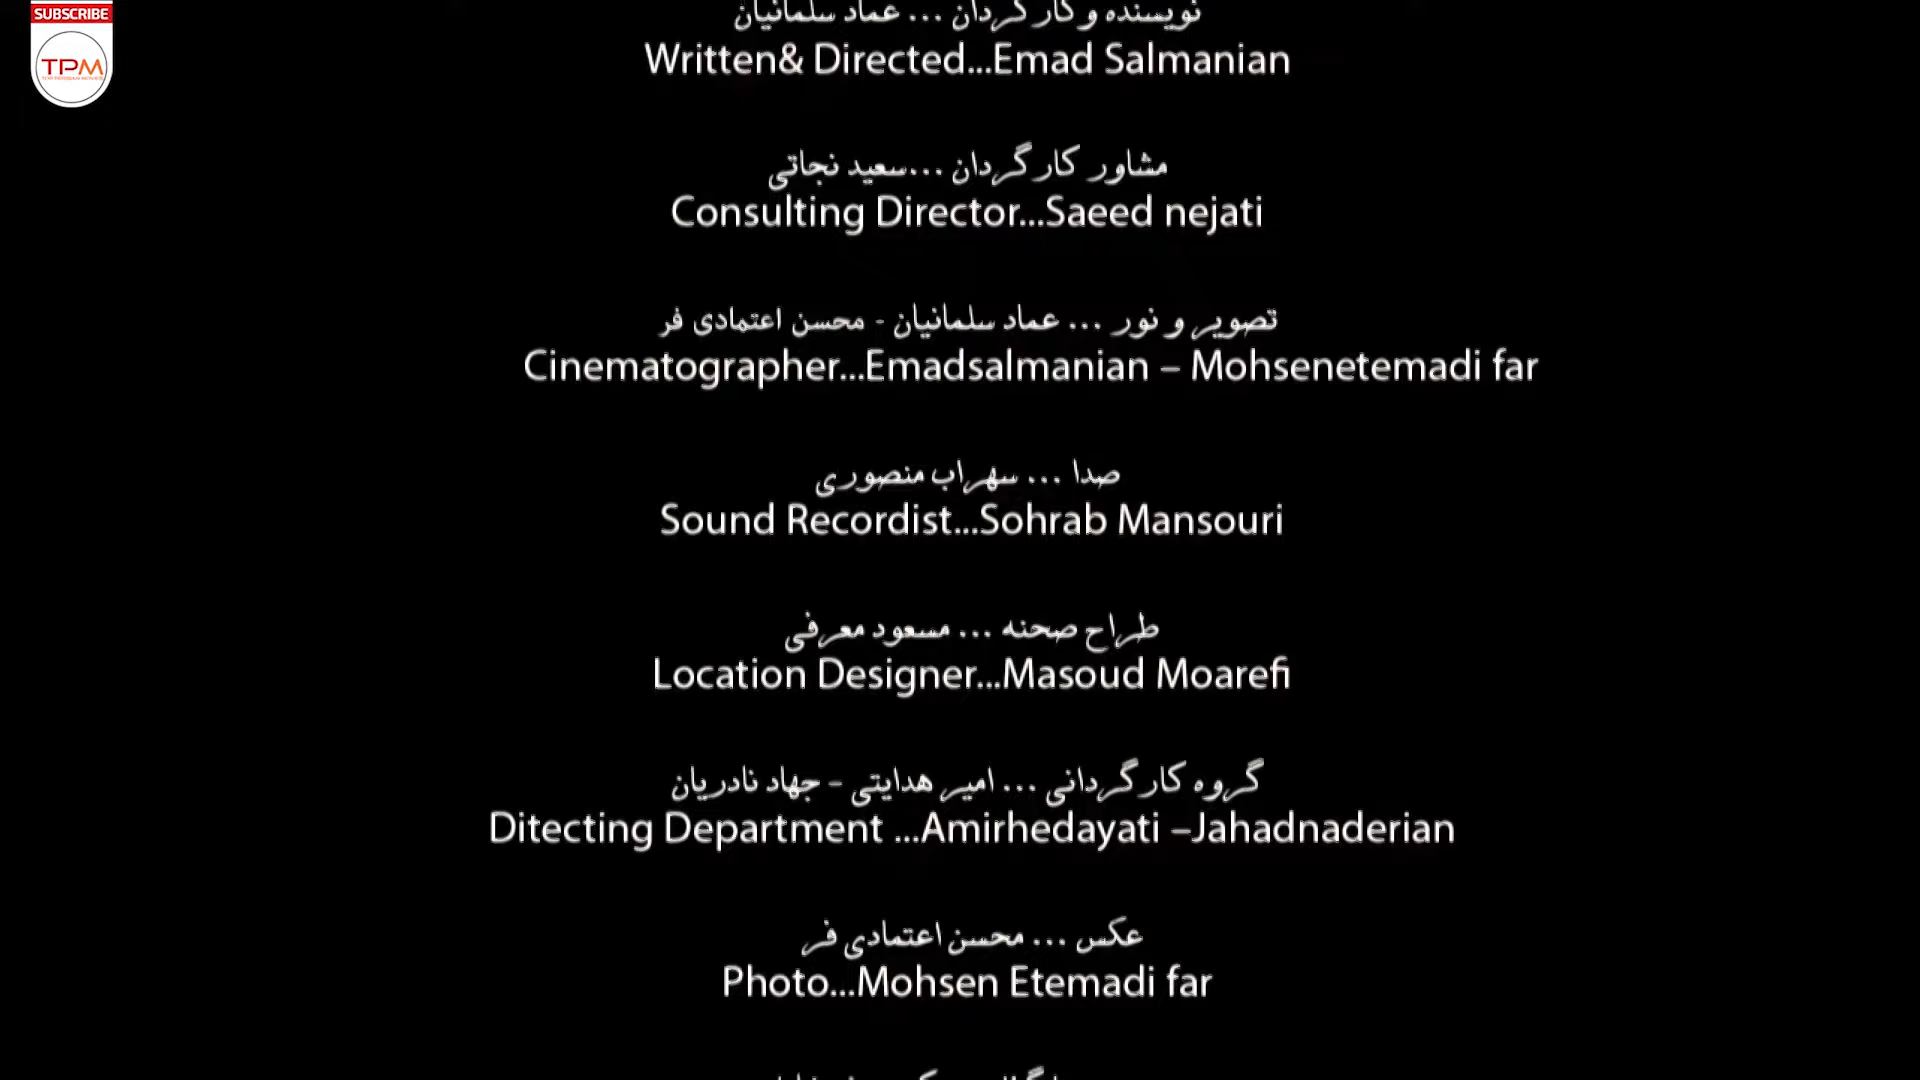 SUBSCRIBE
TPM
TOP PERSIAN MOVIES
نویسنده و کارگردان ... عماد سلمانیان
Written& Directed...Emad Salmanian
مشاور کارگردان ...سعید نجاتی
Consulting Director...Saeed nejati
تصویر و نور ... عماد سلمانیان - محسن اعتمادی فر
Cinematographer...Emadsalmanian – Mohsenetemadi far
صدا ... سهراب منصوری
Sound Recordist...Sohrab Mansouri
طراح صحنه ... مسعود معرفی
Location Designer...Masoud Moarefi
گروه کارگردانی ... امیر هدایتی - جهاد نادریان
Ditecting Department ...Amirhedayati –Jahadnaderian
عکس ... محسن اعتمادی فر
Photo...Mohsen Etemadi far